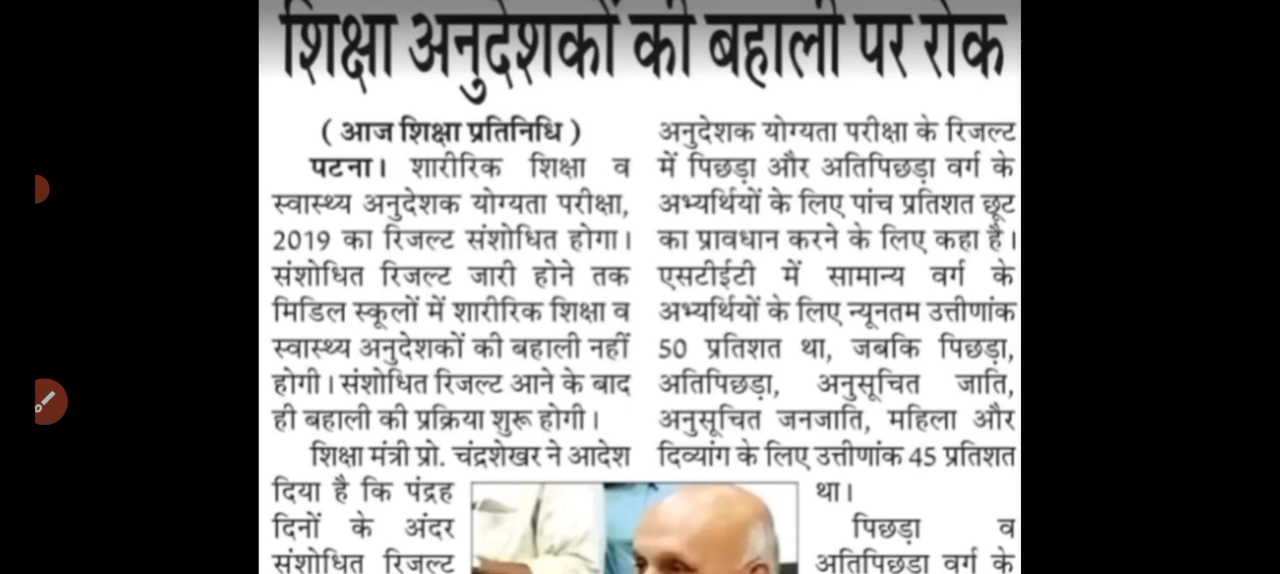 शिक्षा अनुदेशकों की बहाली पर रोक
( आज शिक्षा प्रतिनिधि )
पटना। शारीरिक शिक्षा व
स्वास्थ्य अनुदेशक योग्यता परीक्षा,
2019 का रिजल्ट संशोधित होगा।
संशोधित रिजल्ट जारी होने तक
मिडिल स्कूलों में शारीरिक शिक्षा व
स्वास्थ्य अनुदेशकों की बहाली नहीं
होगी। संशोधित रिजल्ट आने के बाद
ही बहाली की प्रक्रिया शुरू होगी।
शिक्षा मंत्री प्रो. चंद्रशेखर ने आदेश
दिया है कि पंद्रह
दिनों के अंदर
संशोधित रिजल्ट
अनुदेशक योग्यता परीक्षा के रिजल्ट
में पिछड़ा और अतिपिछड़ा वर्ग के
अभ्यर्थियों के लिए पांच प्रतिशत छूट
का प्रावधान करने के लिए कहा है।
एसटीईटी में सामान्य वर्ग के
अभ्यर्थियों के लिए न्यूनतम उत्तीणांक
50 प्रतिशत था, जबकि पिछड़ा,
अतिपिछड़ा, अनुसूचित जाति,
अनुसूचित जनजाति, महिला और
दिव्यांग के लिए उत्तीणांक 45 प्रतिशत
था।
पिछड़ा व
अतिपिछड़ा वर्ग के